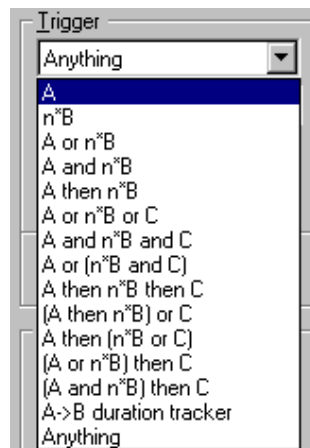 Trigger
Anything
A
n*B
A or n*B
A and n*B
A then n*B
A or n*B or C
A and n*B and C
A or (n*B and C)
A then n*B then C
(A then n*B) or C
A then (n*B or C)
(A or n*B) then C
(A and n*B) then C
A->B duration tracker
Anything